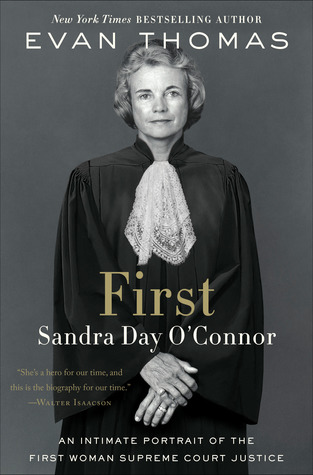 New York Times BESTSELLING AUTHOR
EVAN THOMAS
First
Sandra Day O'Connor
"She's a hero for our time, and
this is the biography for our time."
—WALTER ISAACSON
AN INTIMATE PORTRAIT OF THE
FIRST WOMAN SUPREME COURT JUSTICE